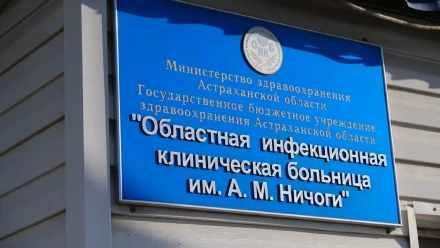 Министерство здравоохранения
Астраханской области
Государственное бюджетное учреждение
здравоохранения Астраханской области
"Областная инфекционная
клиническая больница
им. А. М. Ничоги"